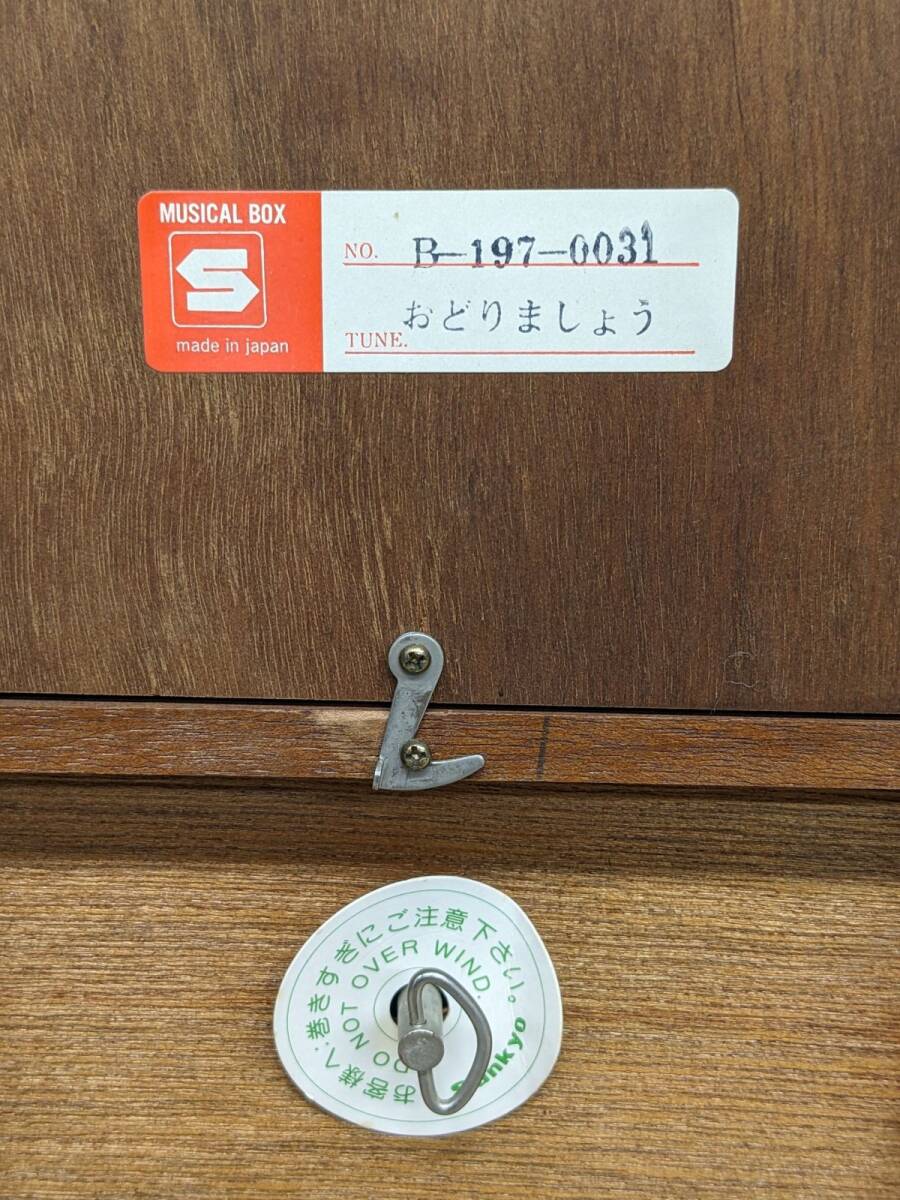 MUSICAL BOX
S
made in japan
NO. B-197-0031
TUNE. おどりましょう
お客様へ:巻きすぎにご注意下さい。
DO NOT OVER WIND.
Sankyo